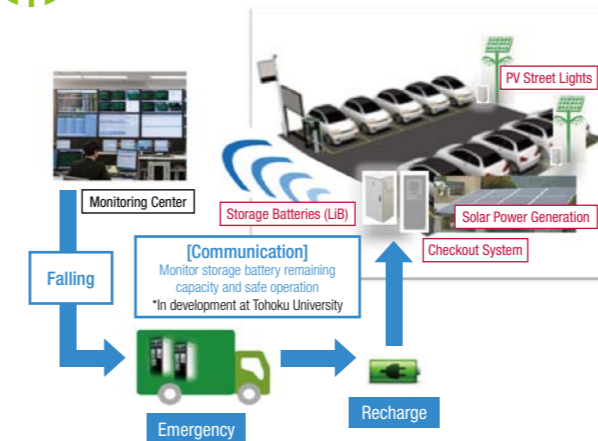 PV Street Lights
Monitoring Center
Storage Batteries (LiB)
Solar Power Generation
Checkout System
[Communication]
Monitor storage battery remaining
capacity and safe operation
*In development at Tohoku University
Falling
Emergency
Recharge